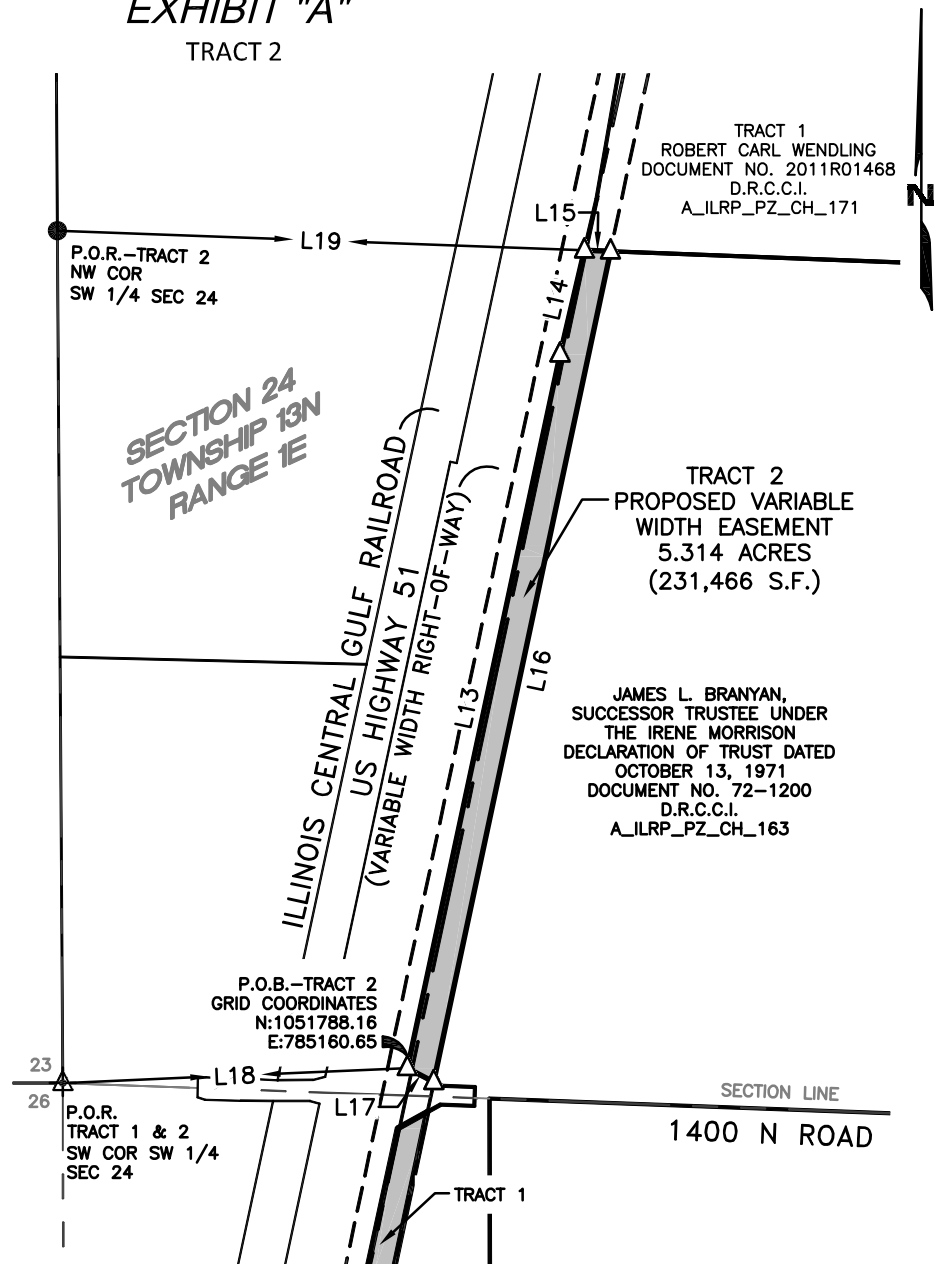 EXHIBIT "A"
TRACT 2
TRACT 1
ROBERT CARL WENDLING
DOCUMENT NO. 2011R01468
D.R.C.C.I.
A_ILRP_PZ_CH_171
N
L15
L19
P.O.R.-TRACT 2
NW COR
SW 1/4 SEC 24
L14
SECTION 24
TOWNSHIP 13N
RANGE 1E
ILLINOIS CENTRAL GULF RAILROAD
US HIGHWAY 51
(VARIABLE WIDTH RIGHT-OF-WAY)
TRACT 2
PROPOSED VARIABLE
WIDTH EASEMENT
5.314 ACRES
(231,466 S.F.)
L13
L16
JAMES L. BRANYAN,
SUCCESSOR TRUSTEE UNDER
THE IRENE MORRISON
DECLARATION OF TRUST DATED
OCTOBER 13, 1971
DOCUMENT NO. 72-1200
D.R.C.C.I.
A_ILRP_PZ_CH_163
P.O.B.-TRACT 2
GRID COORDINATES
N:1051788.16
E:785160.65
23
26
L18
L17
SECTION LINE
1400 N ROAD
P.O.R.
TRACT 1 & 2
SW COR SW 1/4
SEC 24
TRACT 1